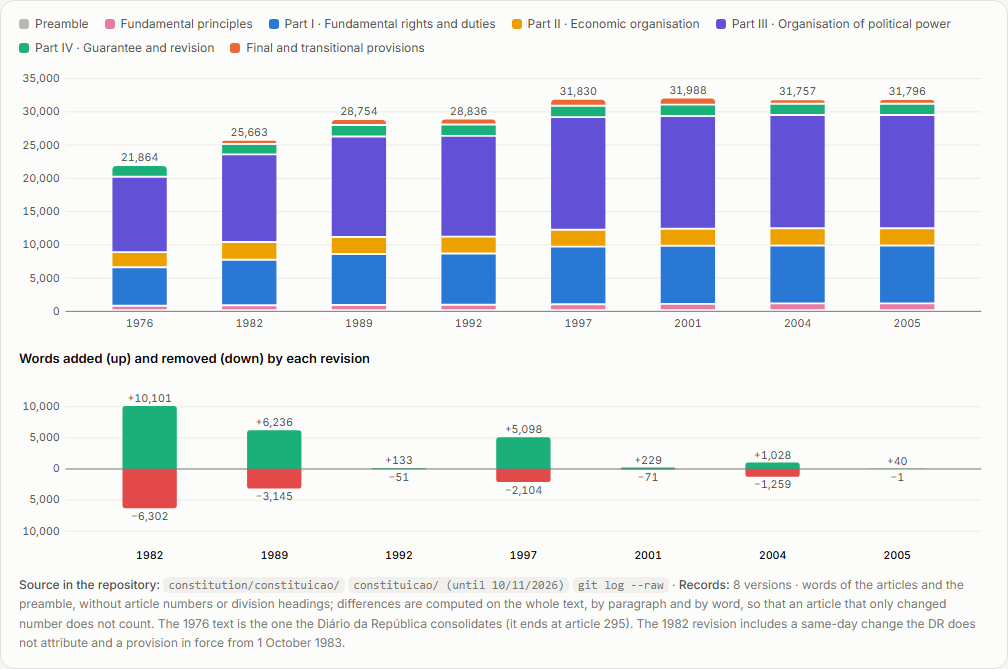 Preamble Fundamental principles Part I · Fundamental rights and duties Part II · Economic organisation Part III · Organisation of political power
Part IV · Guarantee and revision Final and transitional provisions
35,000
30,000
25,000
20,000
15,000
10,000
5,000
0
21,864 25,663 28,754 28,836 31,830 31,988 31,757 31,796
1976 1982 1989 1992 1997 2001 2004 2005
Words added (up) and removed (down) by each revision
10,000
5,000
0
5,000
10,000
+10,101 +6,236 +133 +5,098 +229 +1,028 +40
−6,302 −3,145 −51 −2,104 −71 −1,259 −1
1982 1989 1992 1997 2001 2004 2005
Source in the repository: constitution/constituicao/ constituicao/ (until 10/11/2026) git log --raw · Records: 8 versions · words of the articles and the
preamble, without article numbers or division headings; differences are computed on the whole text, by paragraph and by word, so that an article that only changed
number does not count. The 1976 text is the one the Diário da República consolidates (it ends at article 295). The 1982 revision includes a same-day change the DR does
not attribute and a provision in force from 1 October 1983.